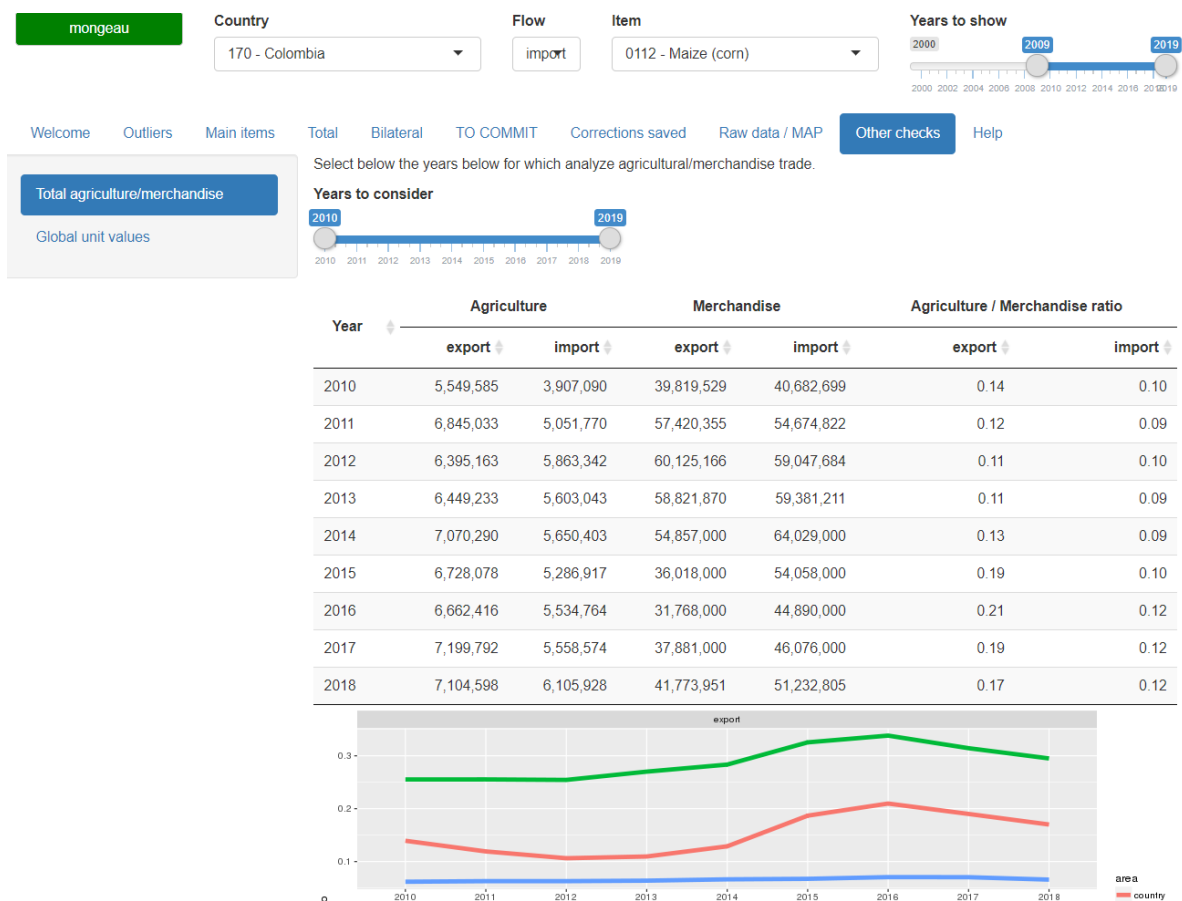 mongeau
Country
Flow
Item
Years to show
170 - Colombia
import
0112 - Maize (corn)
2000 2009 2019
2000 2002 2004 2006 2008 2010 2012 2014 2016 2019
Welcome Outliers Main items Total Bilateral TO COMMIT Corrections saved Raw data / MAP Other checks Help
Total agriculture/merchandise
Global unit values
Select below the years below for which analyze agricultural/merchandise trade.
Years to consider
2010 2019
2010 2011 2012 2013 2014 2015 2016 2017 2018 2019
Year Agriculture Merchandise Agriculture / Merchandise ratio
export import export import export import
2010 5,549,585 3,907,090 39,819,529 40,682,699 0.14 0.10
2011 6,845,033 5,051,770 57,420,355 54,674,822 0.12 0.09
2012 6,395,163 5,863,342 60,125,166 59,047,684 0.11 0.10
2013 6,449,233 5,603,043 58,821,870 59,381,211 0.11 0.09
2014 7,070,290 5,650,403 54,857,000 64,029,000 0.13 0.09
2015 6,728,078 5,286,917 36,018,000 54,058,000 0.19 0.10
2016 6,662,416 5,534,764 31,768,000 44,890,000 0.21 0.12
2017 7,199,792 5,558,574 37,881,000 46,076,000 0.19 0.12
2018 7,104,598 6,105,928 41,773,951 51,232,805 0.17 0.12
export
0.3
0.2
0.1
2010 2011 2012 2013 2014 2015 2016 2017 2018
area
country